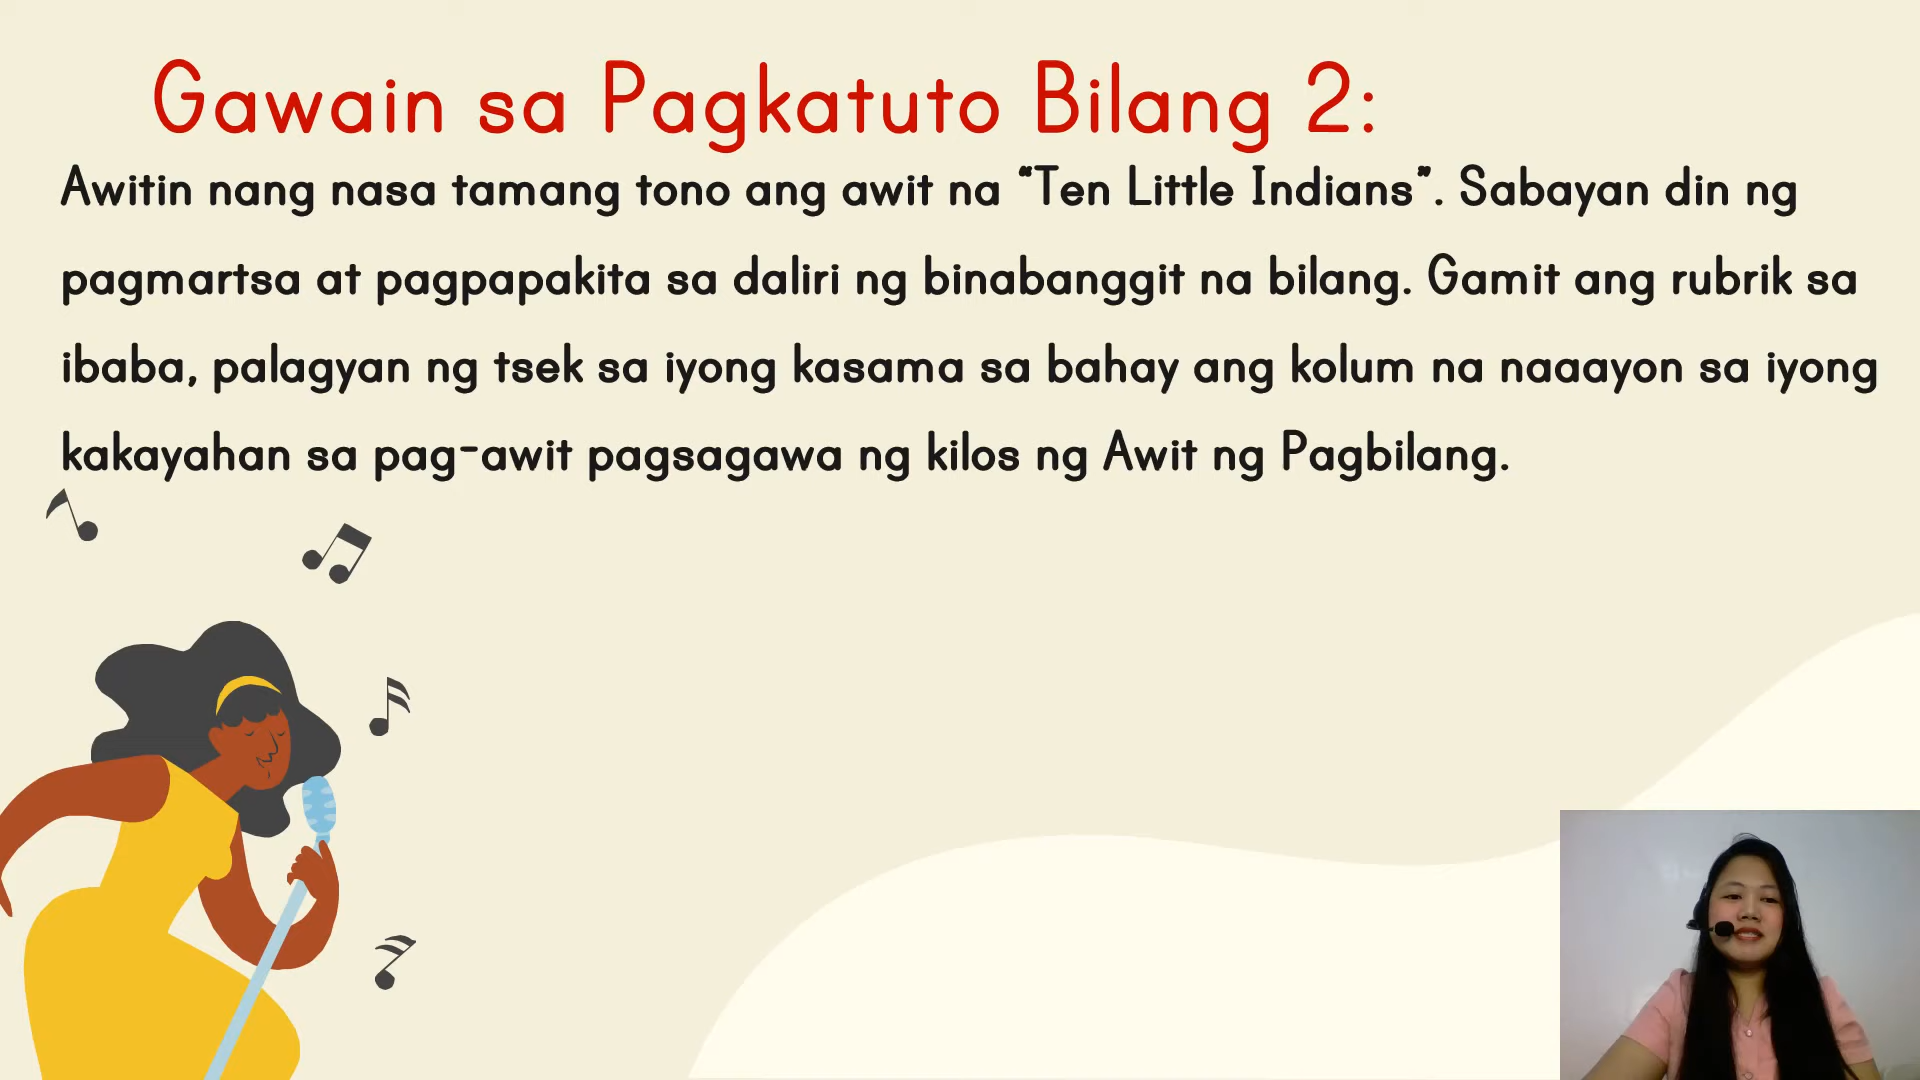 Gawain sa Pagkatuto Bilang 2:
Awitin nang nasa tamang tono ang awit na “Ten Little Indians”. Sabayan din ng
pagmartsa at pagpapakita sa daliri ng binabanggit na bilang. Gamit ang rubrik sa
ibaba, palagyan ng tsek sa iyong kasama sa bahay ang kolum na naaayon sa iyong
kakayahan sa pag-awit pagsagawa ng kilos ng Awit ng Pagbilang.